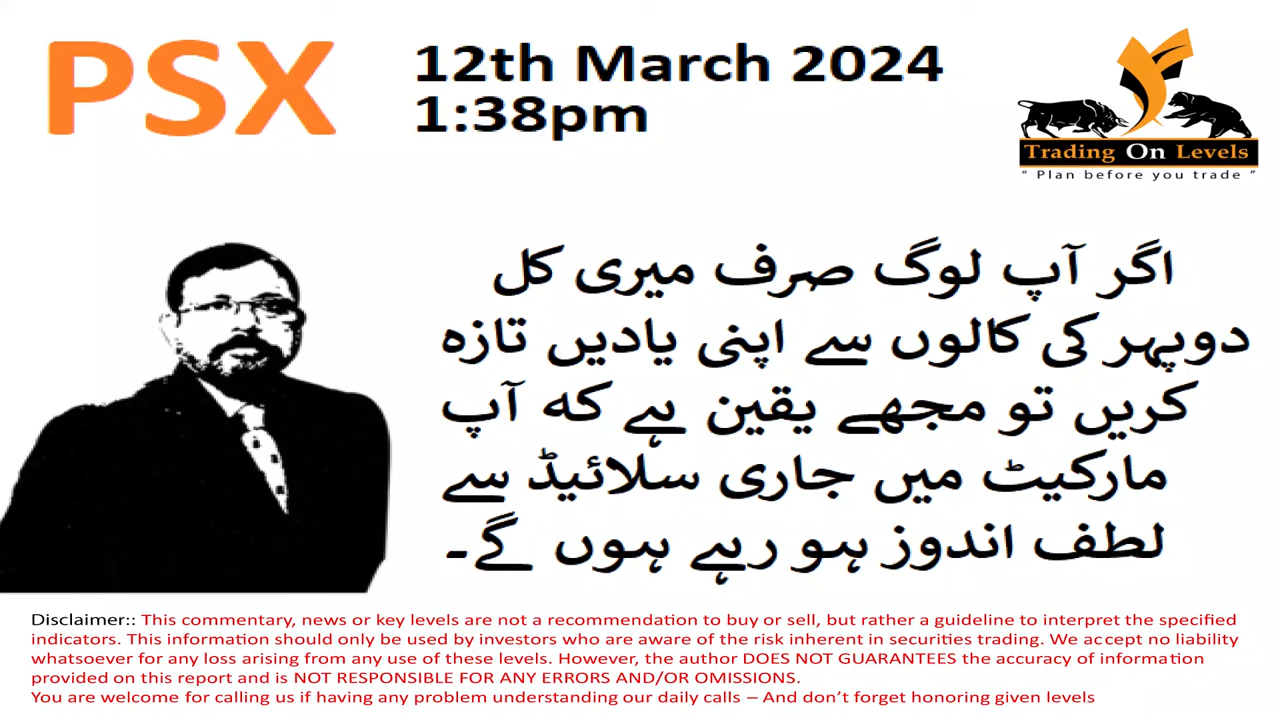 PSX
12th March 2024
1:38pm
Trading On Levels
“ Plan before you trade ”
اگر آپ لوگ صرف میری کل
دوپہر کی کالوں سے اپنی یادیں تازہ
کریں تو مجھے یقین ہے کہ آپ
مارکیٹ میں جاری سلائیڈ سے
لطف اندوز ہو رہے ہوں گے۔
Disclaimer:: This commentary, news or key levels are not a recommendation to buy or sell, but rather a guideline to interpret the specified
indicators. This information should only be used by investors who are aware of the risk inherent in securities trading. We accept no liability
whatsoever for any loss arising from any use of these levels. However, the author DOES NOT GUARANTEES the accuracy of information
provided on this report and is NOT RESPONSIBLE FOR ANY ERRORS AND/OR OMISSIONS.
You are welcome for calling us if having any problem understanding our daily calls – And don’t forget honoring given levels